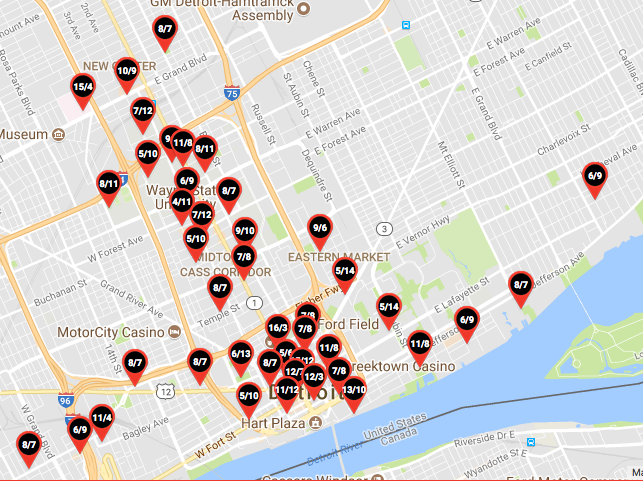 GM Detroit-Hamtramck
Assembly
8/7
2nd Ave
3rd Ave
Rosa Parks Blvd
NEW CENTER
10/9
E Grand Blvd
15/4
75
7/12
Chene St
St Aubin St
Russell St
E Warren Ave
E Forest Ave
E Canfield St
E Grand Blvd
Cadillac
Museum
5/10
11/8
8/11
E Warren Ave
E Forest Ave
Charlevoix St
Dequindre St
Mt Elliott St
8/11
6/9
8/7
Wayne State
University
4/11
7/12
6/9
5/10
9/10
9/6
3
E Vernor Hwy
W Forest Ave
MIDTOWN
7/8
EASTERN MARKET
CASS CORRIDOR
5/14
Buchanan St
Grand River Ave
8/7
1
Fisher Fwy
E Lafayette St
E Jefferson Ave
8/7
Temple St
5/14
6/9
MotorCity Casino
16/3
7/8
7/8
Ford Field
11/8
14th St
8/7
8/7
6/13
8/7
5/6
11/8
Greektown Casino
12/3
7/8
96
12
5/10
11/12
13/10
Detroit
W Grand Blvd
11/4
6/9
8/7
Bagley Ave
W Fort St
Hart Plaza
United States
Canada
Detroit River
Riverside Dr E
Wyandotte St E
Caesars Windsor
Ford Motor Company
Ma